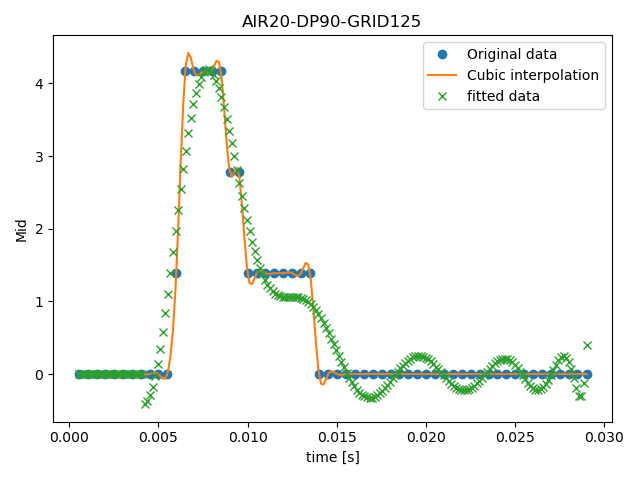 AIR20-DP90-GRID125
Original data
Cubic interpolation
fitted data
Mid
4
3
2
1
0
0.000 0.005 0.010 0.015 0.020 0.025 0.030
time [s]